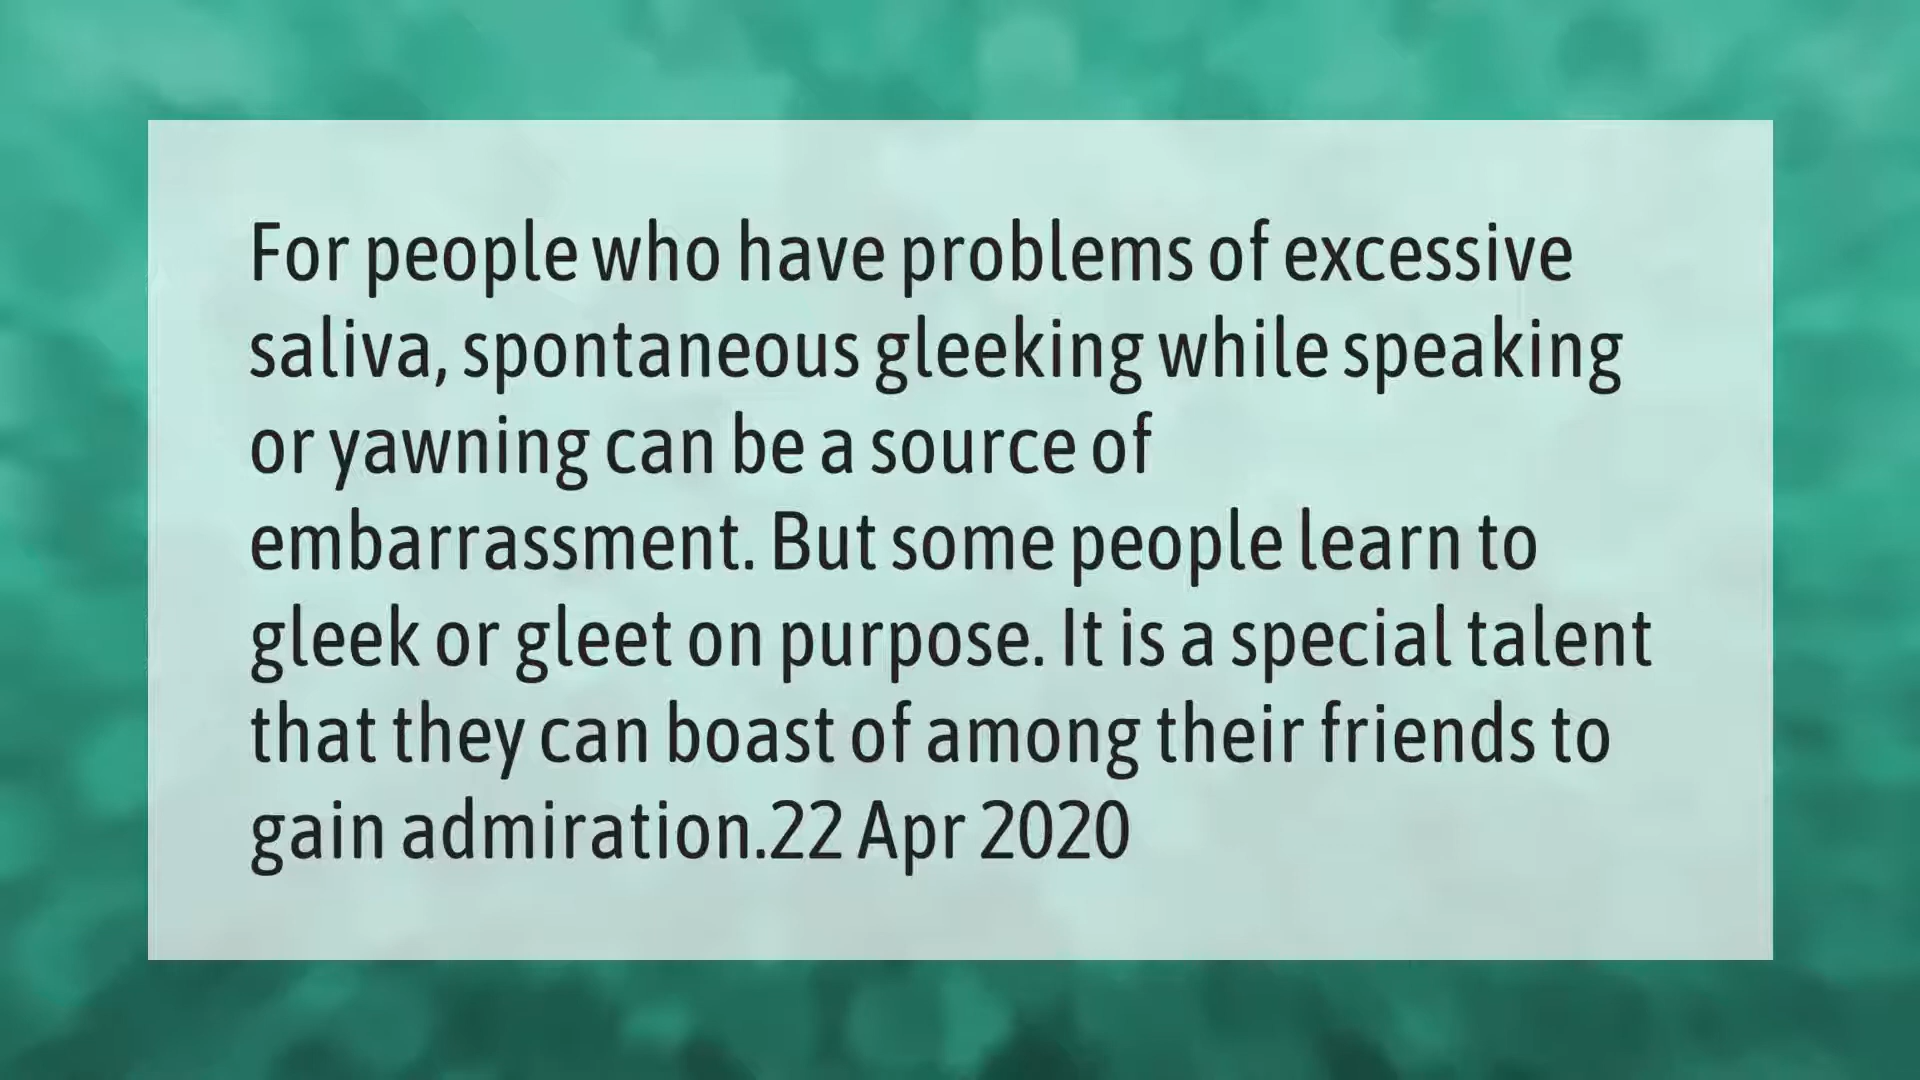 For people who have problems of excessive
saliva, spontaneous gleeking while speaking
or yawning can be a source of
embarrassment. But some people learn to
gleek or gleet on purpose. It is a special talent
that they can boast of among their friends to
gain admiration.22 Apr 2020